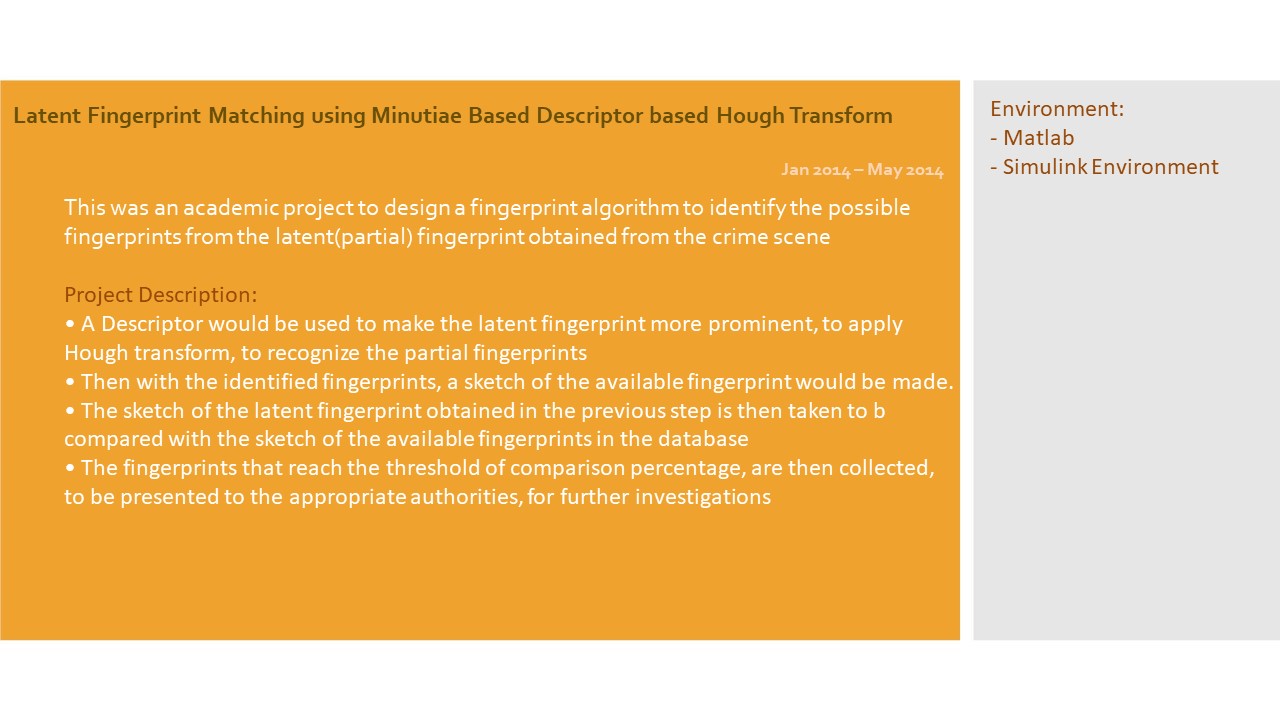 Latent Fingerprint Matching using Minutiae Based Descriptor based Hough Transform
Jan 2014 – May 2014
This was an academic project to design a fingerprint algorithm to identify the possible
fingerprints from the latent(partial) fingerprint obtained from the crime scene
Project Description:
• A Descriptor would be used to make the latent fingerprint more prominent, to apply
Hough transform, to recognize the partial fingerprints
• Then with the identified fingerprints, a sketch of the available fingerprint would be made.
• The sketch of the latent fingerprint obtained in the previous step is then taken to b
compared with the sketch of the available fingerprints in the database
• The fingerprints that reach the threshold of comparison percentage, are then collected,
to be presented to the appropriate authorities, for further investigations
Environment:
- Matlab
- Simulink Environment